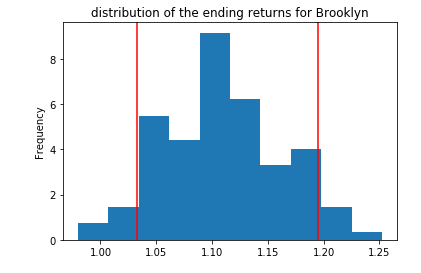 distribution of the ending returns for Brooklyn
Frequency
8
6
4
2
0
1.00 1.05 1.10 1.15 1.20 1.25